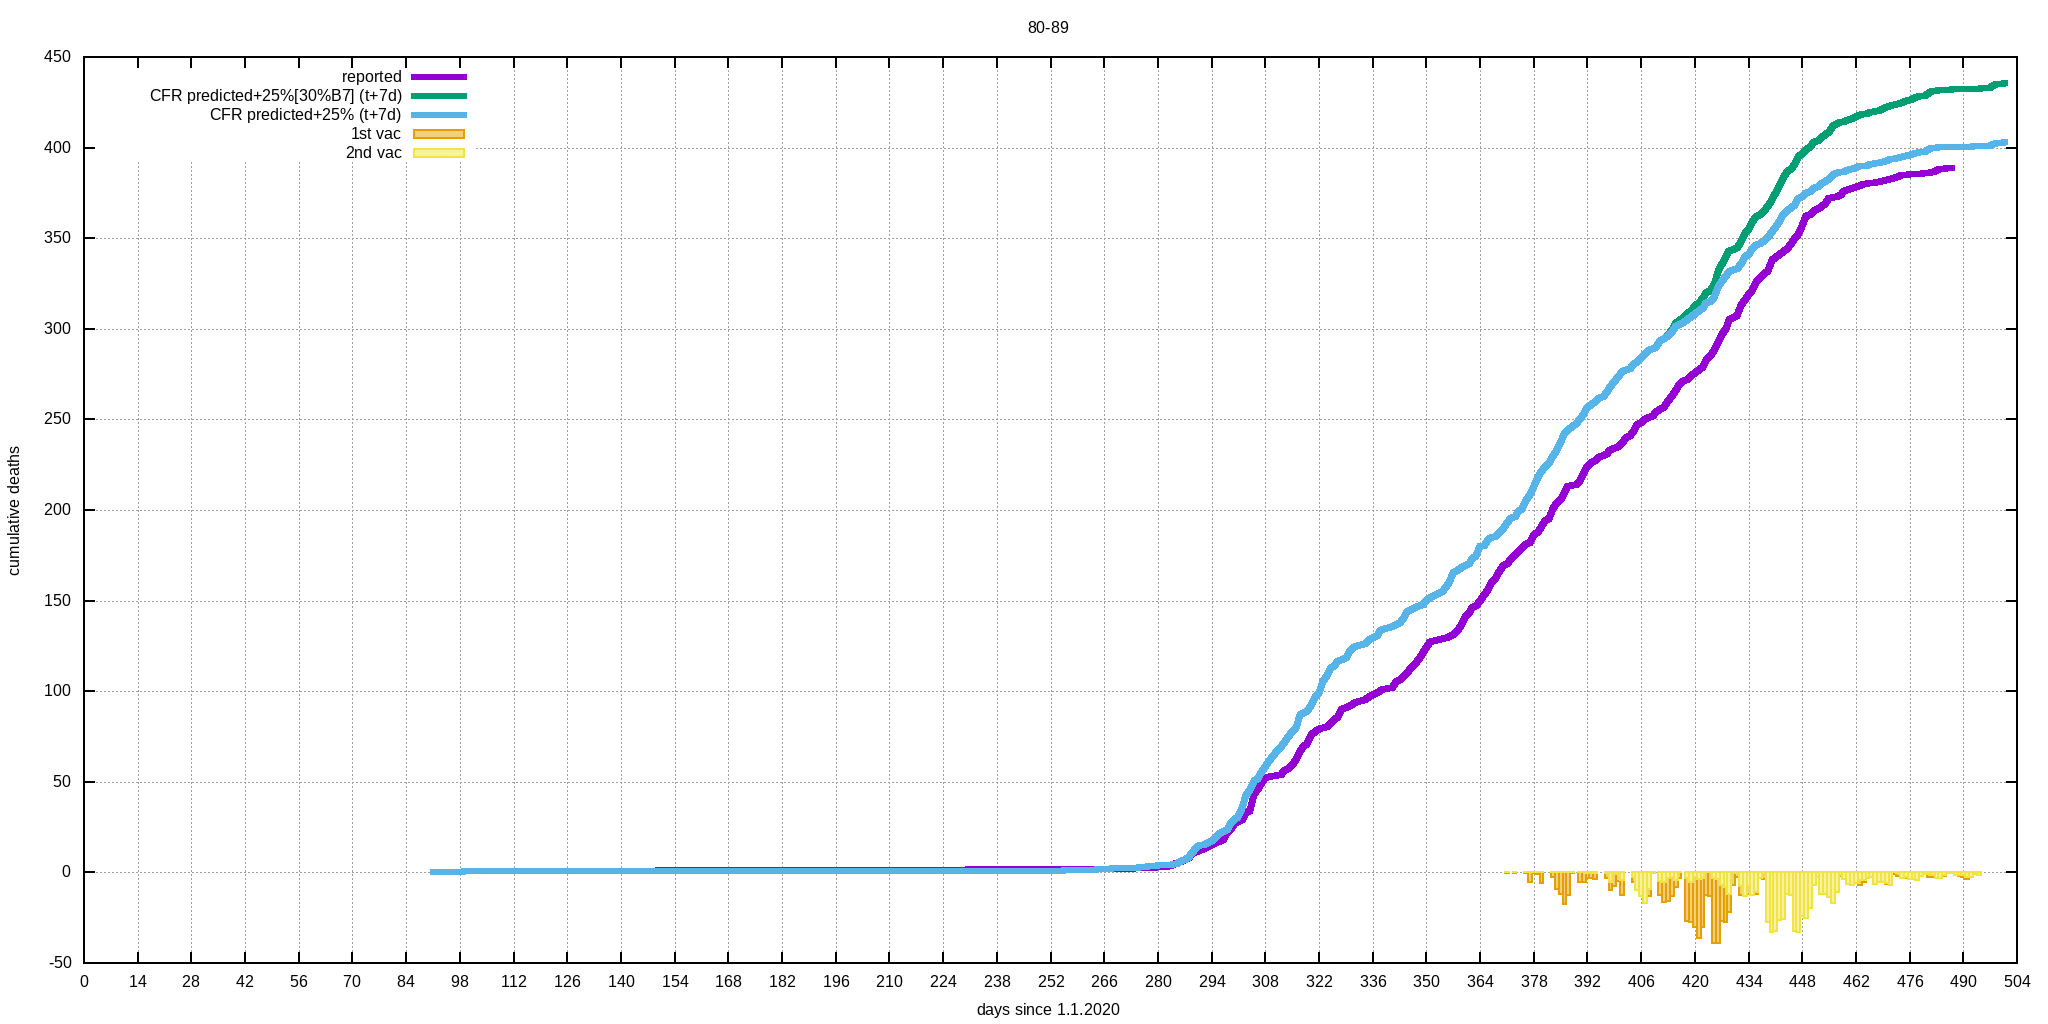 80-89
450
400
350
300
250
200
150
100
50
0
-50
cumulative deaths
reported
CFR predicted+25%[30%B7] (t+7d)
CFR predicted+25% (t+7d)
1st vac
2nd vac
0 14 28 42 56 70 84 98 112 126 140 154 168 182 196 210 224 238 252 266 280 294 308 322 336 350 364 378 392 406 420 434 448 462 476 490 504
days since 1.1.2020